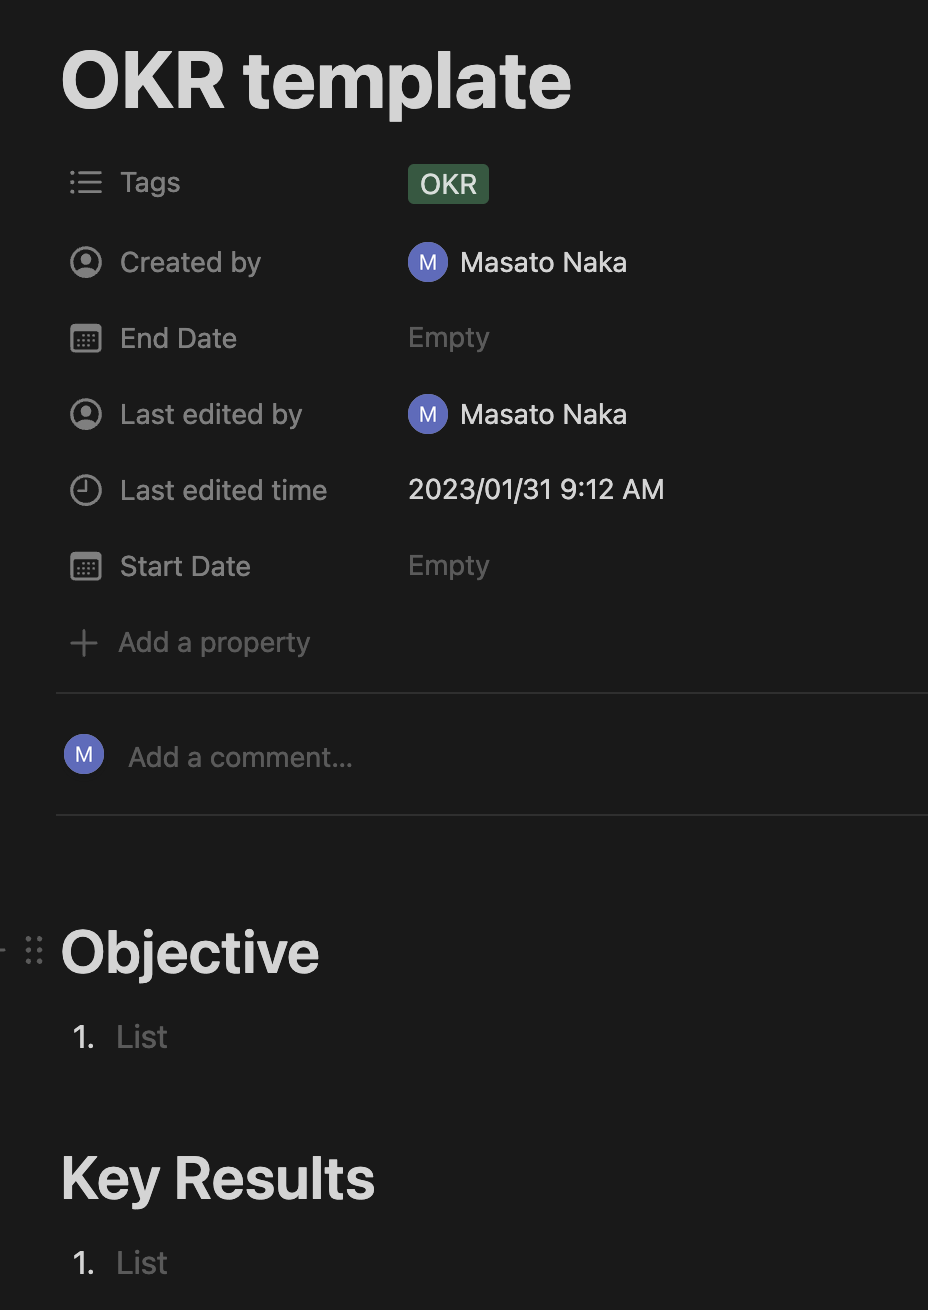 OKR template
Tags OKR
Created by M Masato Naka
End Date Empty
Last edited by M Masato Naka
Last edited time 2023/01/31 9:12 AM
Start Date Empty
Add a property
M Add a comment...
Objective
1. List
Key Results
1. List